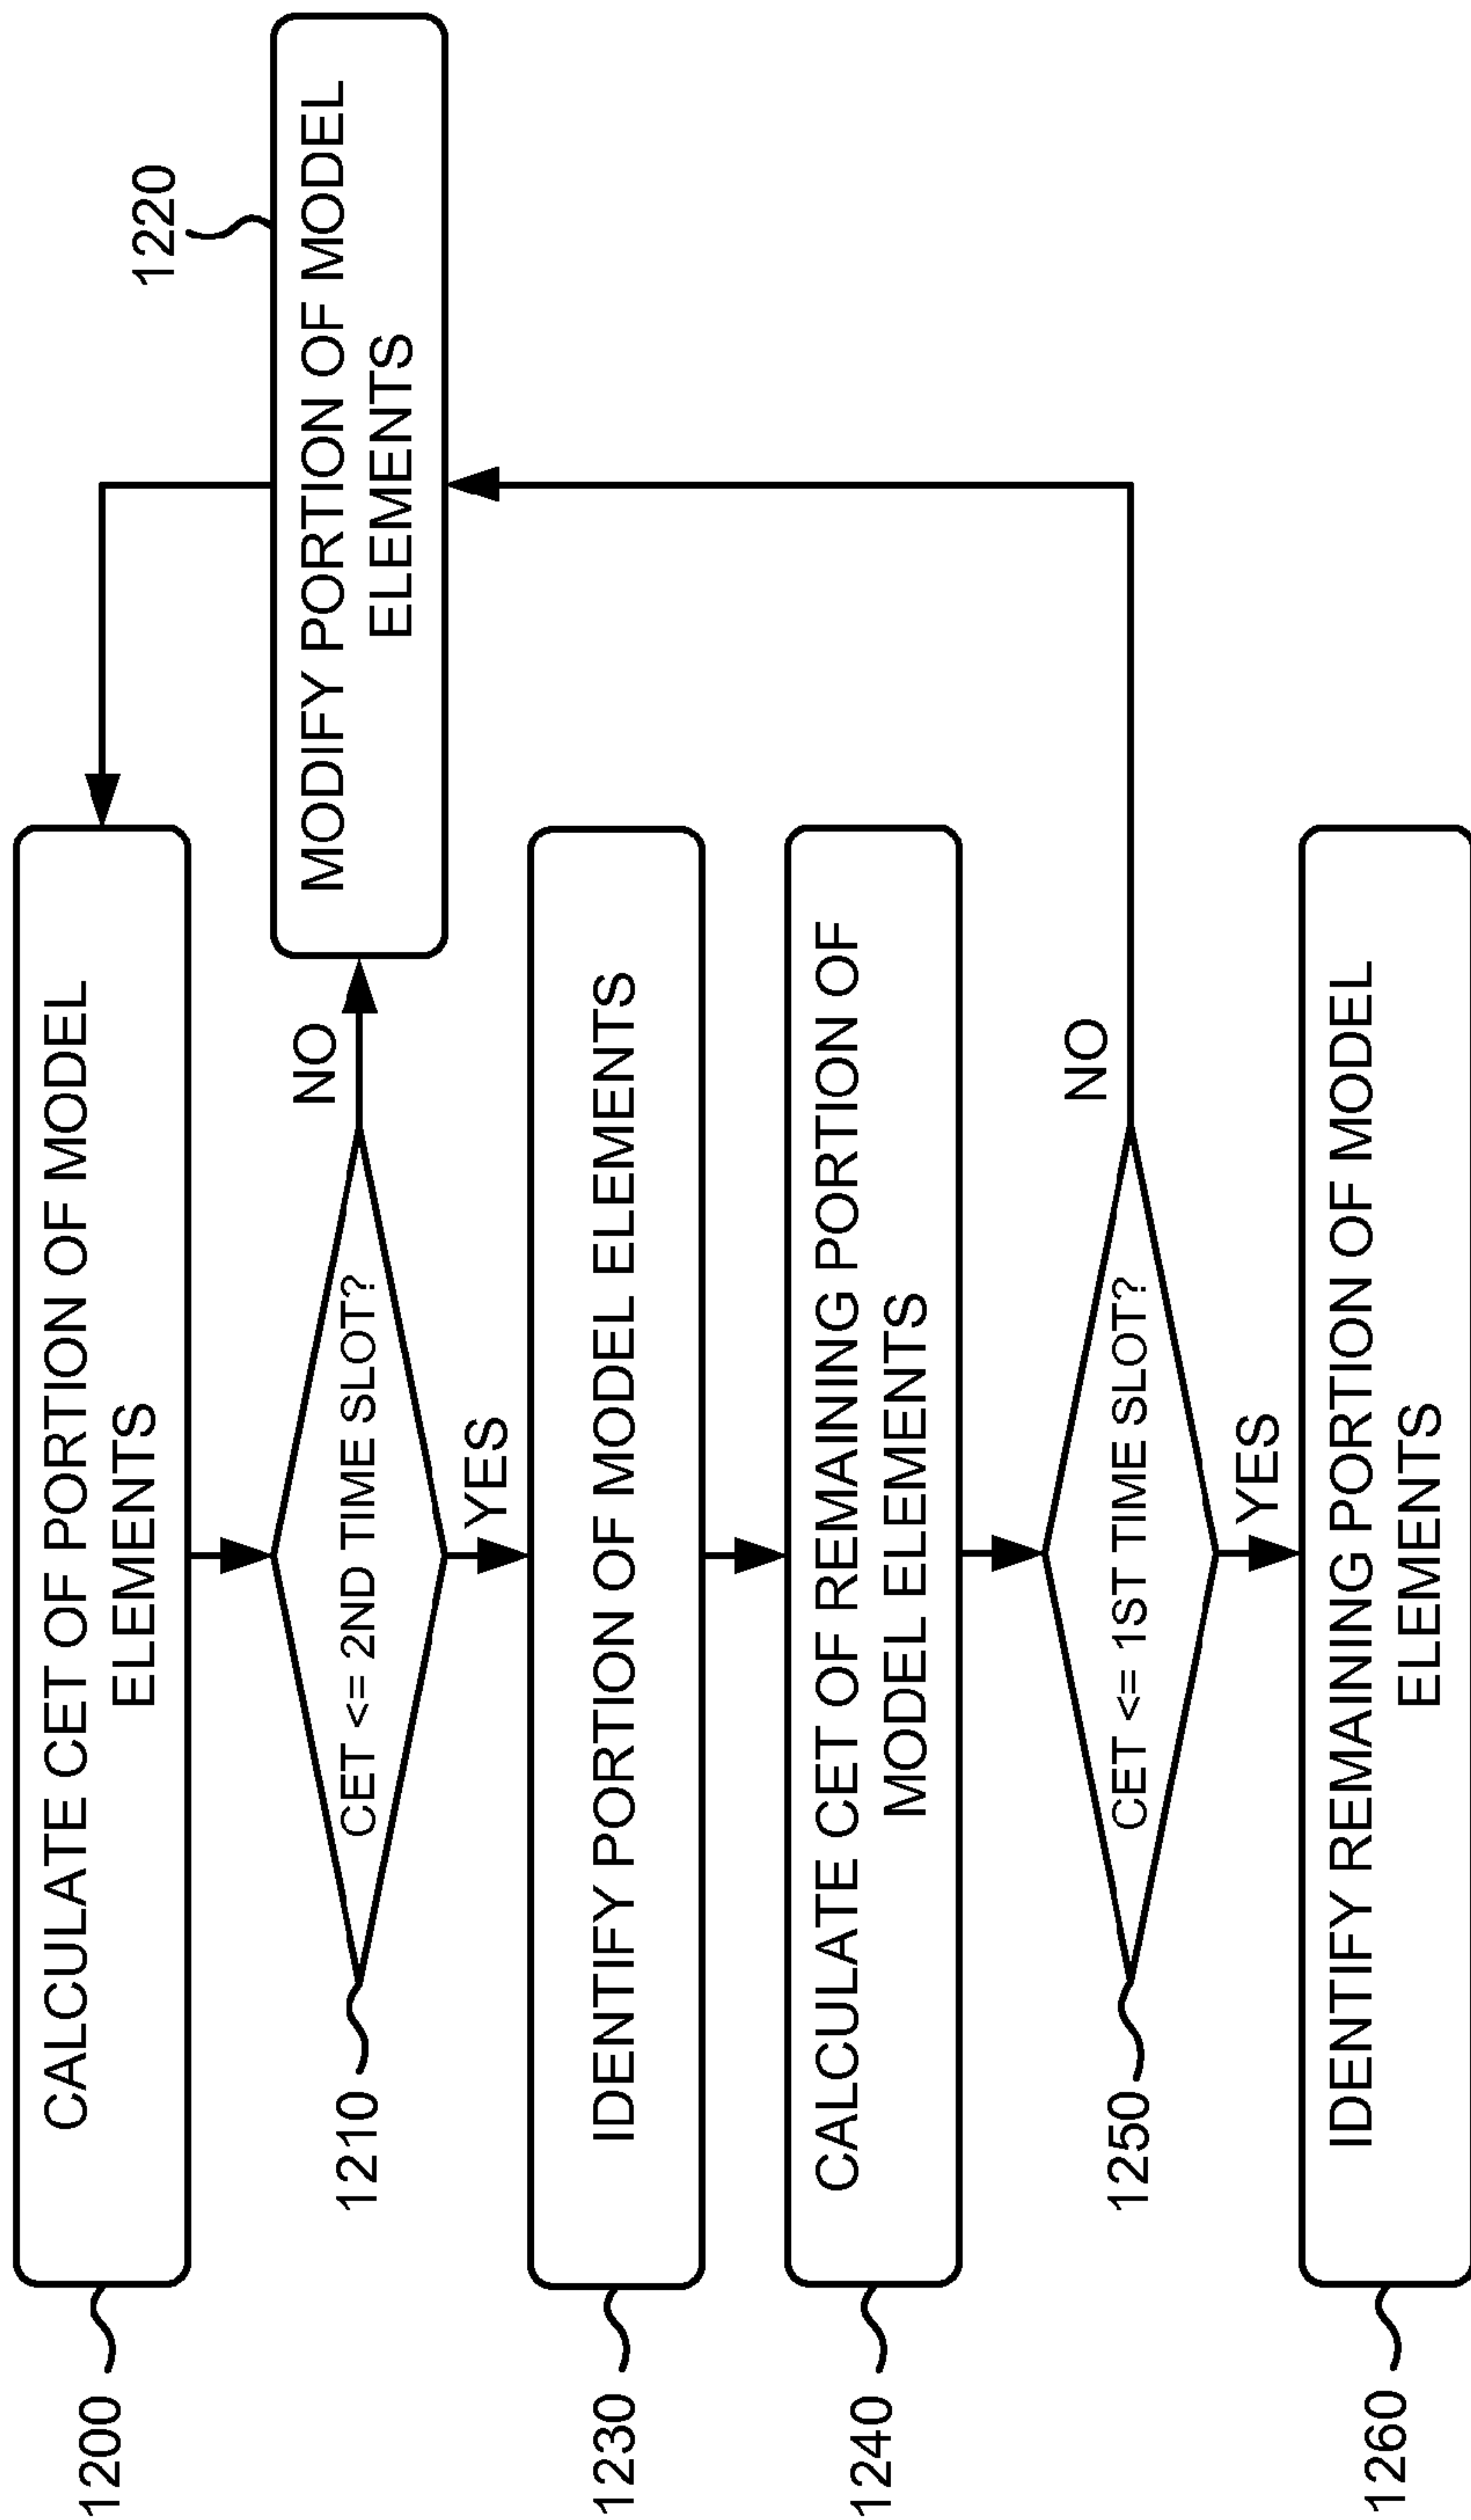 1200
CALCULATE CET OF PORTION OF MODEL
ELEMENTS
1210
CET <= 2ND TIME SLOT?
NO
1220
MODIFY PORTION OF MODEL
ELEMENTS
YES
1230
IDENTIFY PORTION OF MODEL ELEMENTS
1240
CALCULATE CET OF REMAINING PORTION OF
MODEL ELEMENTS
1250
CET <= 1ST TIME SLOT?
NO
YES
1260
IDENTIFY REMAINING PORTION OF MODEL
ELEMENTS